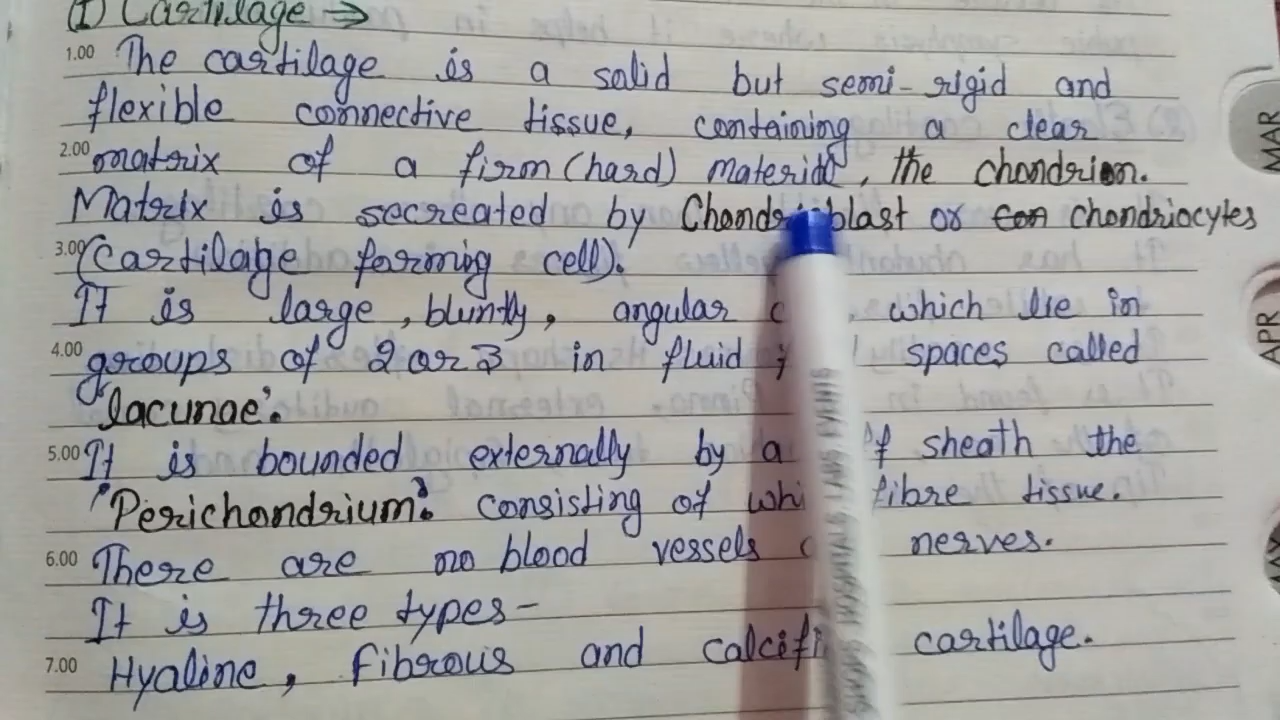 (I) Cartilage →
1.00 The cartilage is a solid but semi-rigid and
flexible connective tissue, containing a clear
2.00 matrix of a firm (hard) material, the chondrion.
Matrix is secreated by Chondrioblast or chondriocytes
3.00 (Cartilage forming cell).
It is large, bluntly, angular which lie in
4.00 groups of 2 or 3 in fluid spaces called
'lacunae'.
5.00 It is bounded externally by a sheath the
'Perichondrium'. consisting of fibre tissue.
6.00 There are no blood vessels nerves.
It is three types-
7.00 Hyaline, Fibrous and cartilage.
MAR
APR
MAY